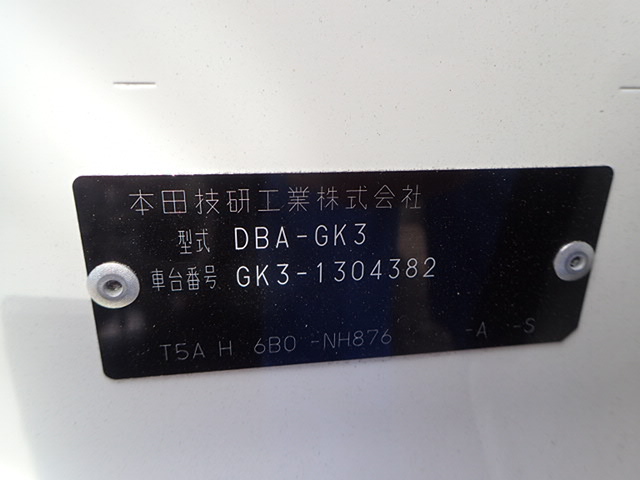 本田技研工業株式会社
型式 DBA-GK3
車台番号 GK3-1304382
T5A H 6B0 -NH876 -A -S